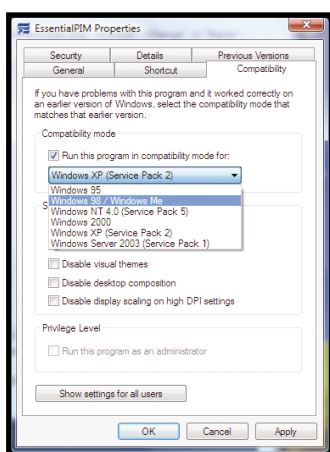 EssentialPIM Properties
Security Details Previous Versions
General Shortcut Compatibility
If you have problems with this program and it worked correctly on
an earlier version of Windows, select the compatibility mode that
matches that earlier version.
Compatibility mode
Run this program in compatibility mode for:
Windows XP (Service Pack 2)
Windows 95
Windows 98 / Windows Me
Windows NT 4.0 (Service Pack 5)
Windows 2000
Windows XP (Service Pack 2)
Windows Server 2003 (Service Pack 1)
Disable visual themes
Disable desktop composition
Disable display scaling on high DPI settings
Privilege Level
Run this program as an administrator
Show settings for all users
OK Cancel Apply